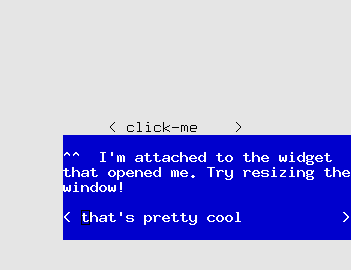 < click-me >
^^ I'm attached to the widget
that opened me. Try resizing the
window!
< that's pretty cool >